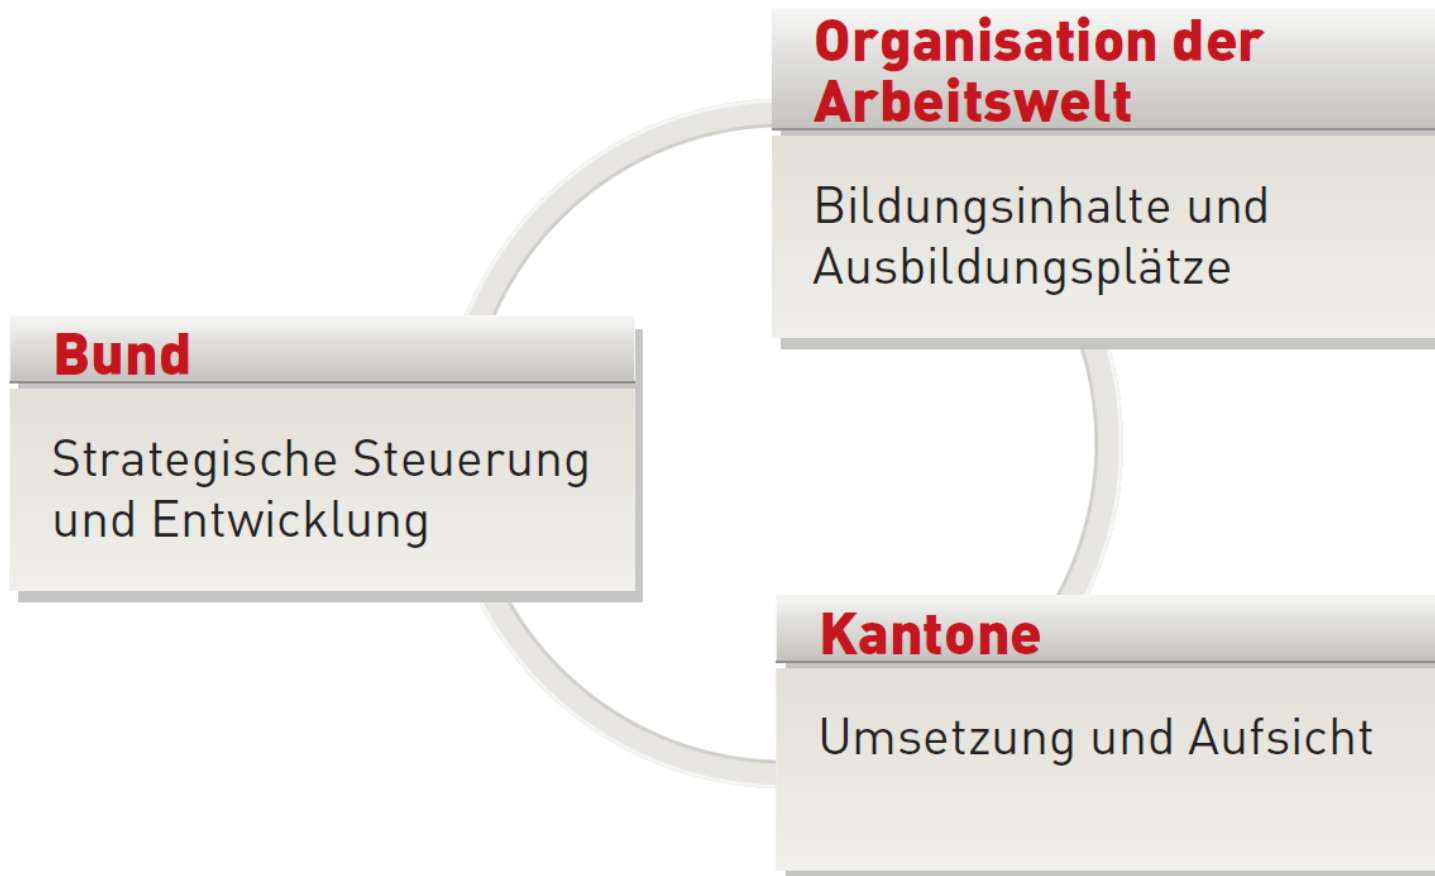 Organisation der
Arbeitswelt
Bildungsinhalte und
Ausbildungsplätze
Bund
Strategische Steuerung
und Entwicklung
Kantone
Umsetzung und Aufsicht